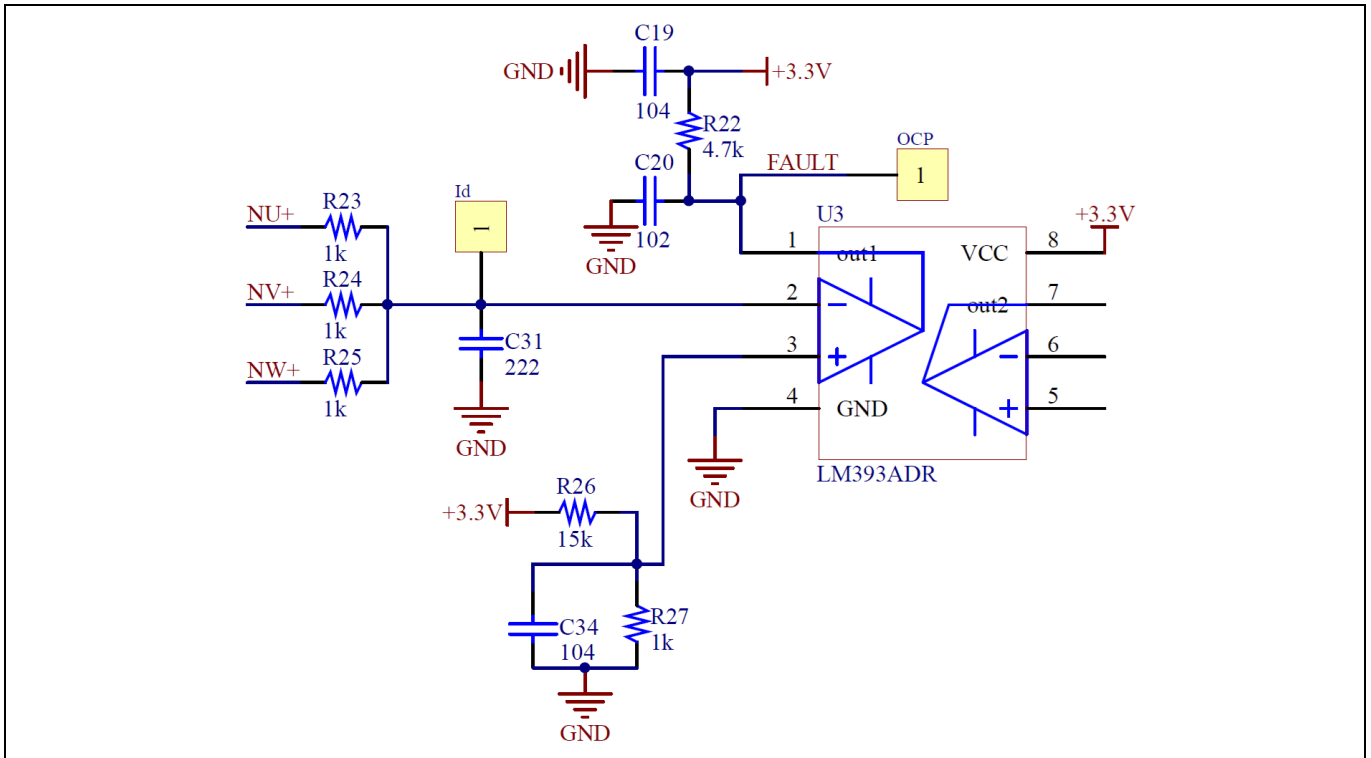 C19
GND
+3.3V
104
R22
4.7k
C20
102
GND
FAULT
OCP
1
NU+
R23
1k
NV+
R24
1k
NW+
R25
1k
Id
1
C31
222
GND
U3
+3.3V
1
out1
VCC
8
2
out2
7
3
6
4
GND
5
LM393ADR
GND
+3.3V
R26
15k
C34
104
R27
1k
GND